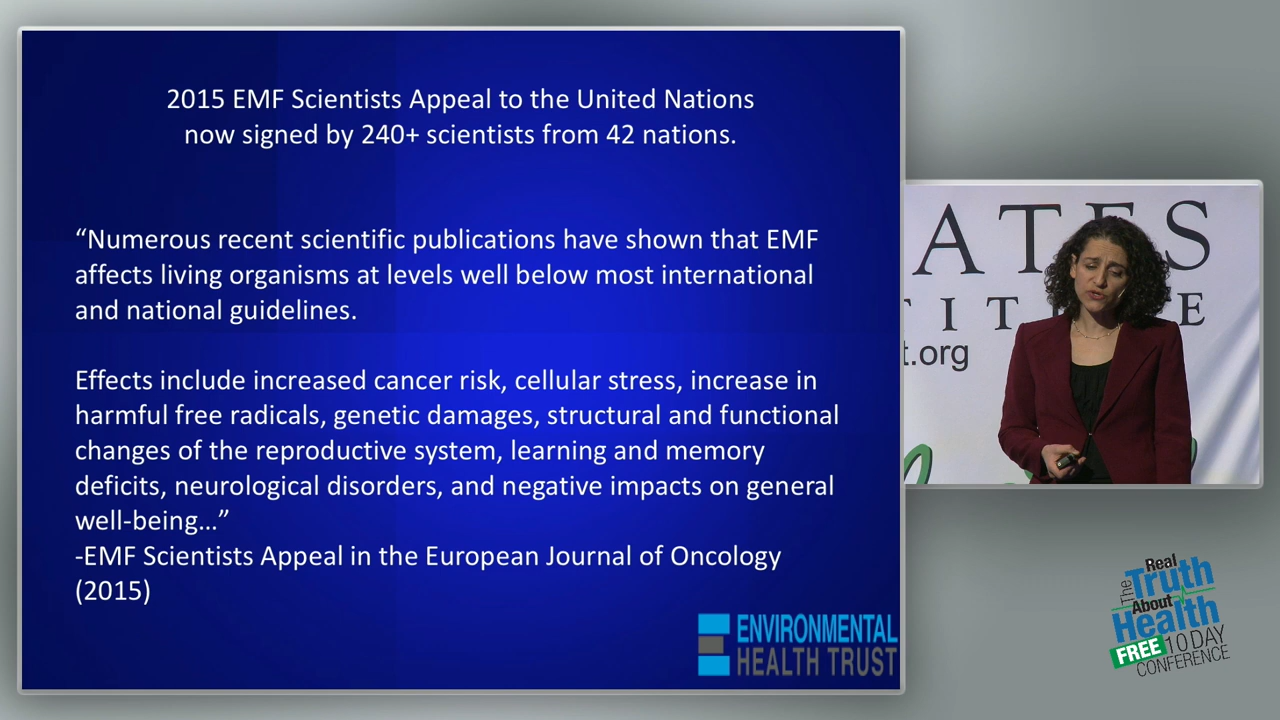 2015 EMF Scientists Appeal to the United Nations
now signed by 240+ scientists from 42 nations.
“Numerous recent scientific publications have shown that EMF
affects living organisms at levels well below most international
and national guidelines.
Effects include increased cancer risk, cellular stress, increase in
harmful free radicals, genetic damages, structural and functional
changes of the reproductive system, learning and memory
deficits, neurological disorders, and negative impacts on general
well-being…”
-EMF Scientists Appeal in the European Journal of Oncology
(2015)
ENVIRONMENTAL
HEALTH TRUST
ATES
TIT E
t.org
The Real
Truth
About
Health
FREE 10 DAY
CONFERENCE